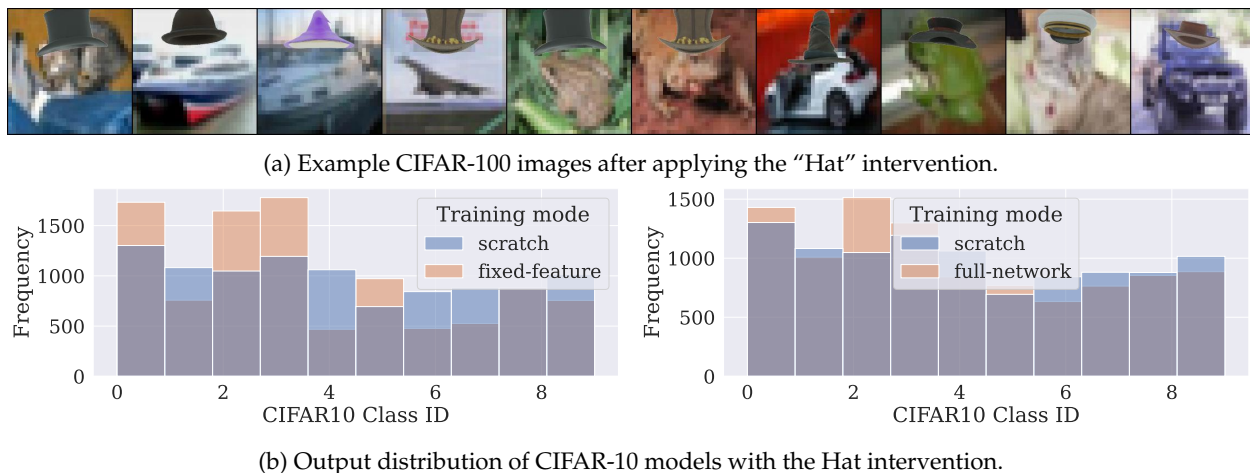 (a) Example CIFAR-100 images after applying the “Hat” intervention.
Frequency
1500
1000
500
0
Training mode
scratch
fixed-feature
0 2 4 6 8
CIFAR10 Class ID
Frequency
1500
1000
500
0
Training mode
scratch
full-network
0 2 4 6 8
CIFAR10 Class ID
(b) Output distribution of CIFAR-10 models with the Hat intervention.